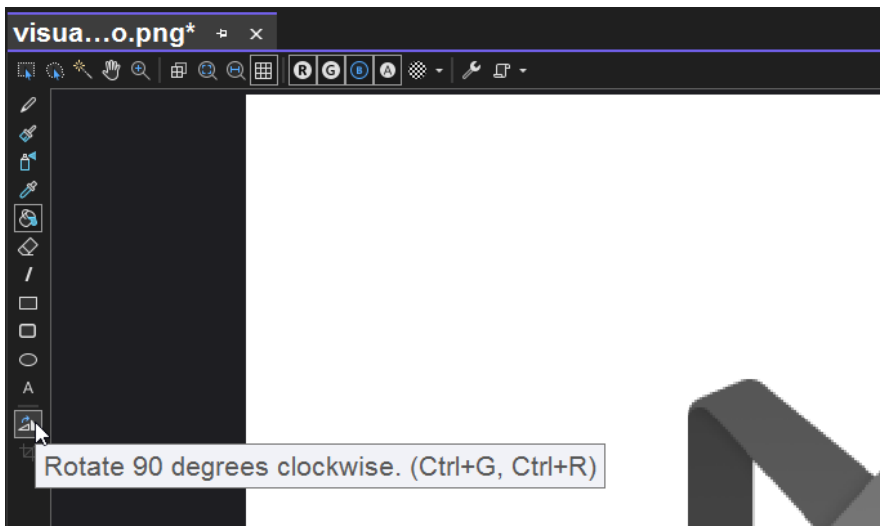 visua...o.png*
R G B A
A
Rotate 90 degrees clockwise. (Ctrl+G, Ctrl+R)